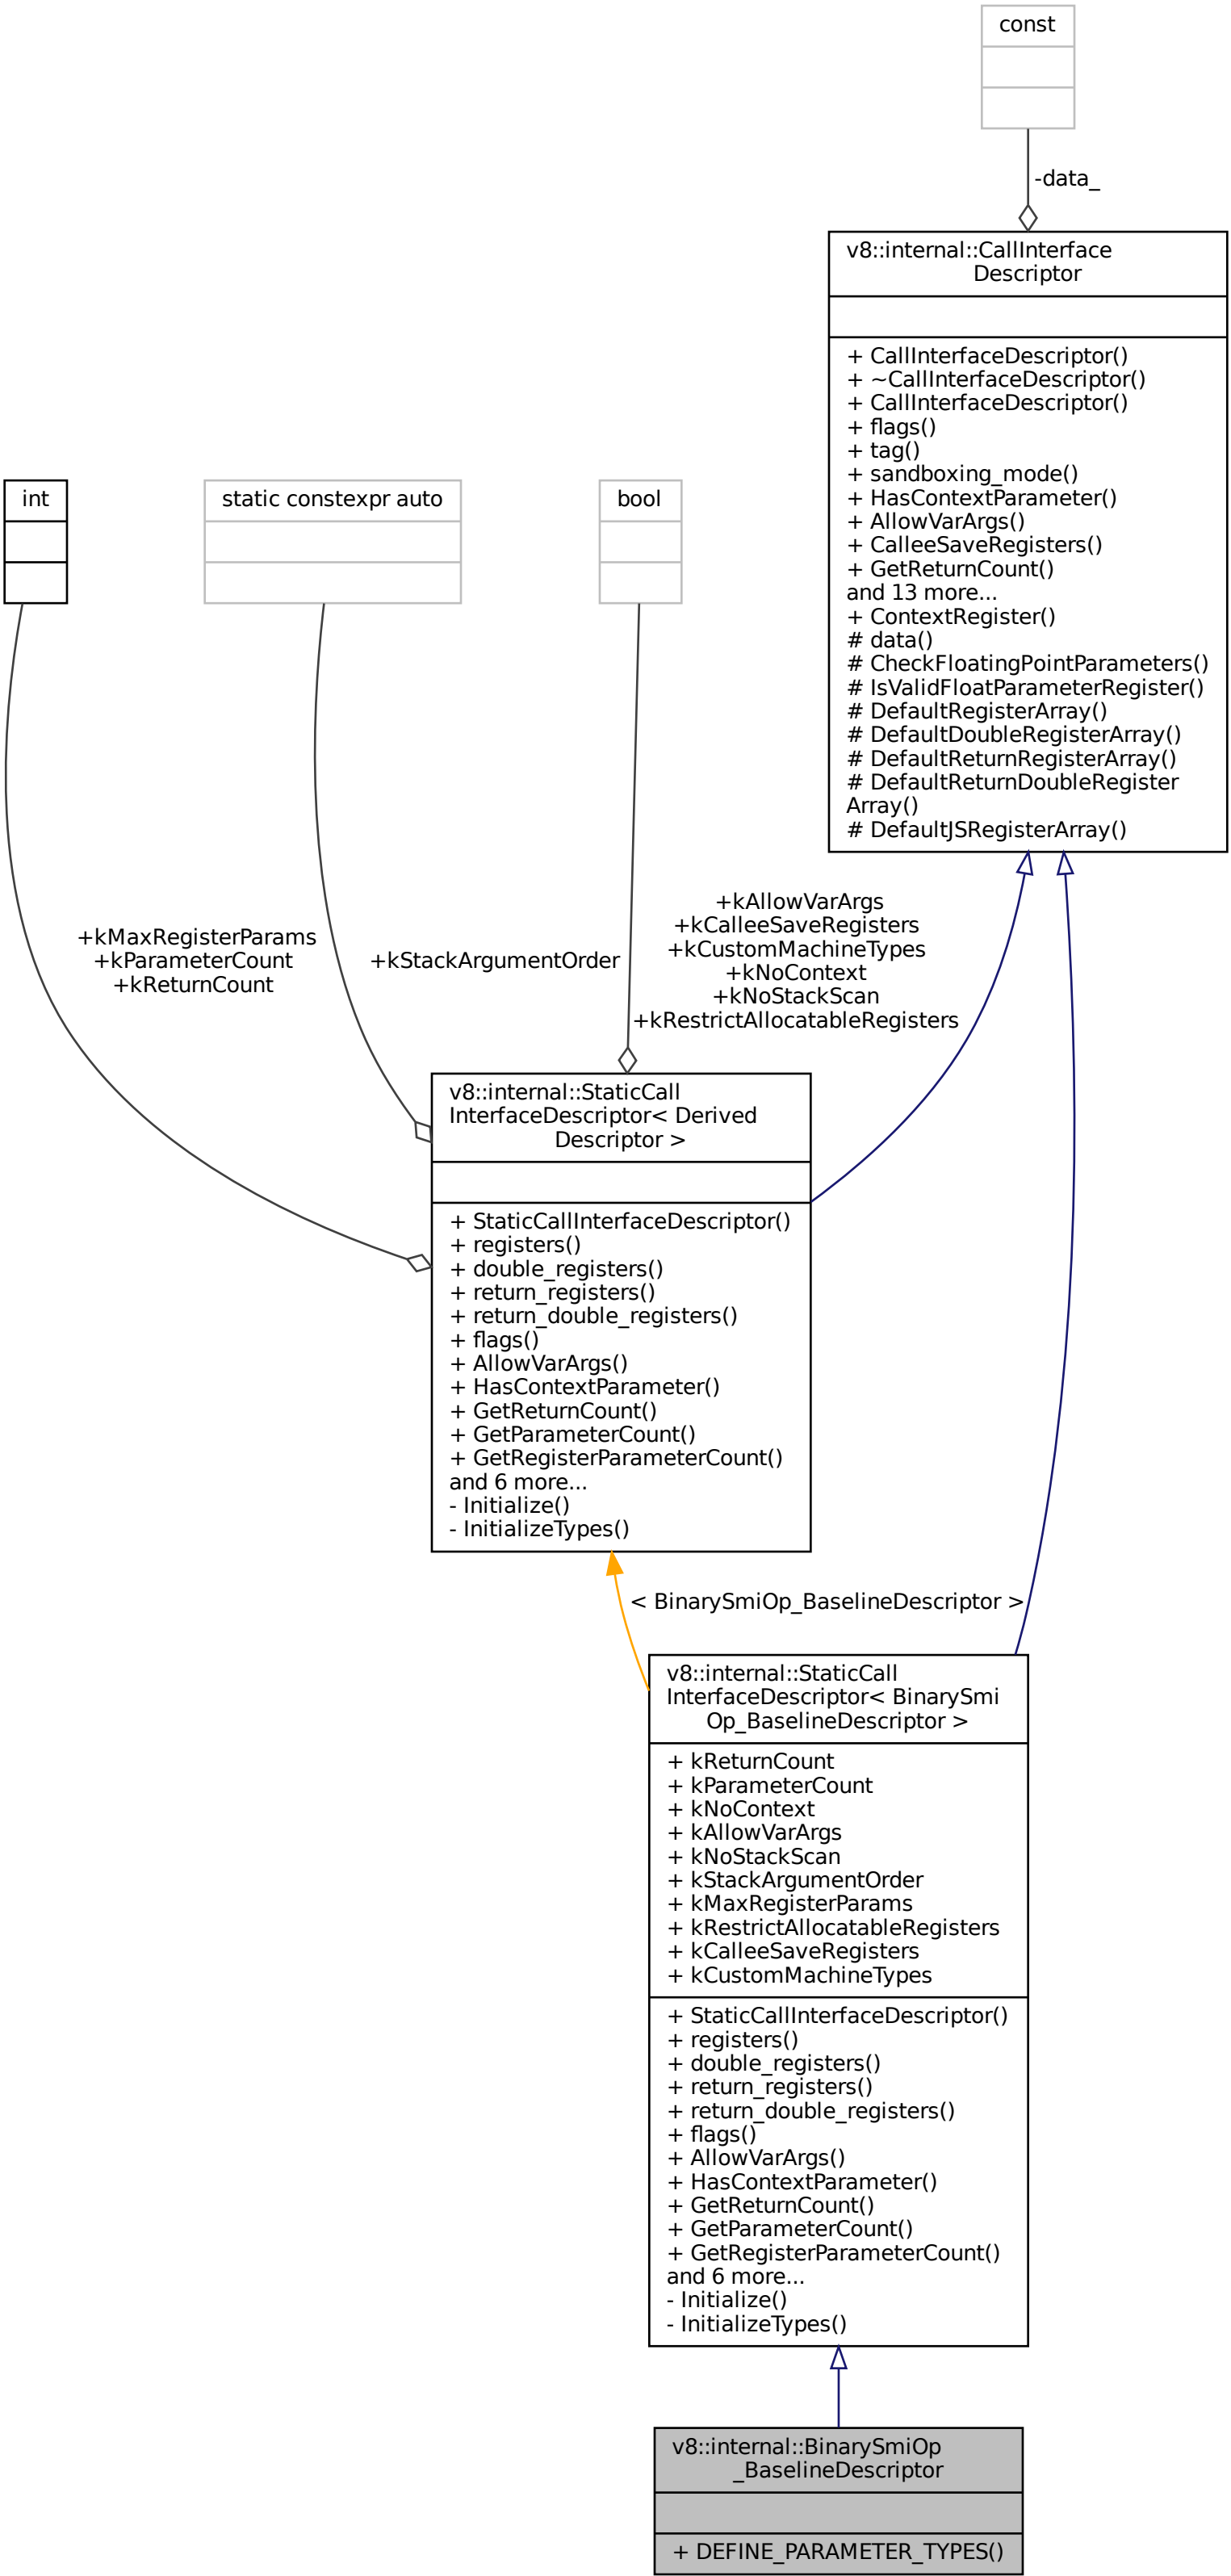 const
-data_
v8::internal::CallInterface
Descriptor
+ CallInterfaceDescriptor()
+ ~CallInterfaceDescriptor()
+ CallInterfaceDescriptor()
+ flags()
+ tag()
+ sandboxing_mode()
+ HasContextParameter()
+ AllowVarArgs()
+ CalleeSaveRegisters()
+ GetReturnCount()
and 13 more...
+ ContextRegister()
# data()
# CheckFloatingPointParameters()
# IsValidFloatParameterRegister()
# DefaultRegisterArray()
# DefaultDoubleRegisterArray()
# DefaultReturnRegisterArray()
# DefaultReturnDoubleRegister
Array()
# DefaultJSRegisterArray()
int
static constexpr auto
bool
+kMaxRegisterParams
+kParameterCount
+kReturnCount
+kStackArgumentOrder
+kAllowVarArgs
+kCalleeSaveRegisters
+kCustomMachineTypes
+kNoContext
+kNoStackScan
+kRestrictAllocatableRegisters
v8::internal::StaticCall
InterfaceDescriptor< Derived
Descriptor >
+ StaticCallInterfaceDescriptor()
+ registers()
+ double_registers()
+ return_registers()
+ return_double_registers()
+ flags()
+ AllowVarArgs()
+ HasContextParameter()
+ GetReturnCount()
+ GetParameterCount()
+ GetRegisterParameterCount()
and 6 more...
- Initialize()
- InitializeTypes()
< BinarySmiOp_BaselineDescriptor >
v8::internal::StaticCall
InterfaceDescriptor< BinarySmi
Op_BaselineDescriptor >
+ kReturnCount
+ kParameterCount
+ kNoContext
+ kAllowVarArgs
+ kNoStackScan
+ kStackArgumentOrder
+ kMaxRegisterParams
+ kRestrictAllocatableRegisters
+ kCalleeSaveRegisters
+ kCustomMachineTypes
+ StaticCallInterfaceDescriptor()
+ registers()
+ double_registers()
+ return_registers()
+ return_double_registers()
+ flags()
+ AllowVarArgs()
+ HasContextParameter()
+ GetReturnCount()
+ GetParameterCount()
+ GetRegisterParameterCount()
and 6 more...
- Initialize()
- InitializeTypes()
v8::internal::BinarySmiOp
_BaselineDescriptor
+ DEFINE_PARAMETER_TYPES()